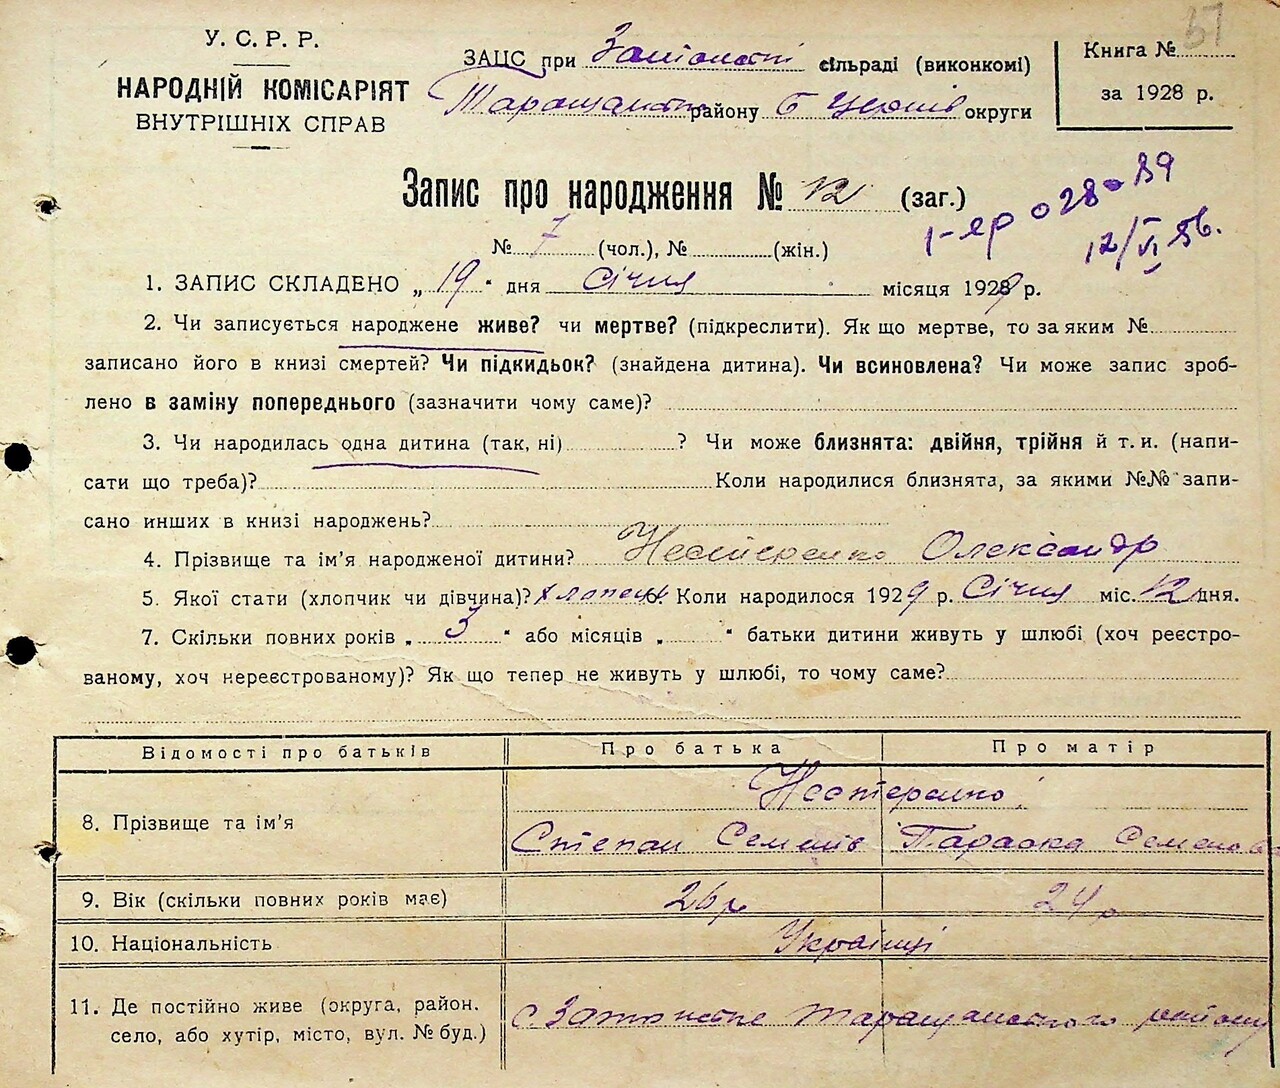 51
У. С. Р. Р.
НАРОДНІЙ КОМІСАРІЯТ
ВНУТРІШНІХ СПРАВ
ЗАЦС при сільраді (виконкомі)
Таращанськ району Б Церків округи
Книга №
за 1928 р.
Запис про народження № 12 (заг.)
№ 7 (чол.), № (жін.)
12/VI 56.
1. ЗАПИС СКЛАДЕНО „ 19 " дня Січня місяця 1929 р.
2. Чи записується народжене живе? чи мертве? (підкреслити). Як що мертве, то за яким №
записано його в книзі смертей? Чи підкидьок? (знайдена дитина). Чи всиновлена? Чи може запис зроб-
лено в заміну попереднього (зазначити чому саме)?
3. Чи народилась одна дитина (так, ні) ? Чи може близнята: двійня, трійня й т. и. (напи-
сати що треба)? Коли народилися близнята, за якими №№ запи-
сано инших в книзі народжень?
4. Прізвище та ім'я народженої дитини? Нестеренко Олександр
5. Якої стати (хлопчик чи дівчина)? хлопець 6. Коли народилося 1929 р. Січня міс. 12 дня.
7. Скільки повних років „ 3 " або місяців „ " батьки дитини живуть у шлюбі (хоч реєстро-
ваному, хоч нереєстрованому)? Як що тепер не живуть у шлюбі, то чому саме?
Відомості про батьків Про батька Про матір
Нестеренко
8. Прізвище та ім'я Степан Семенів Параска Семенова
9. Вік (скільки повних років має) 26 р 24 р
10. Національність Українці
11. Де постійно живе (округа, район,
село, або хутір, місто, вул. № буд.) с Таращанського району